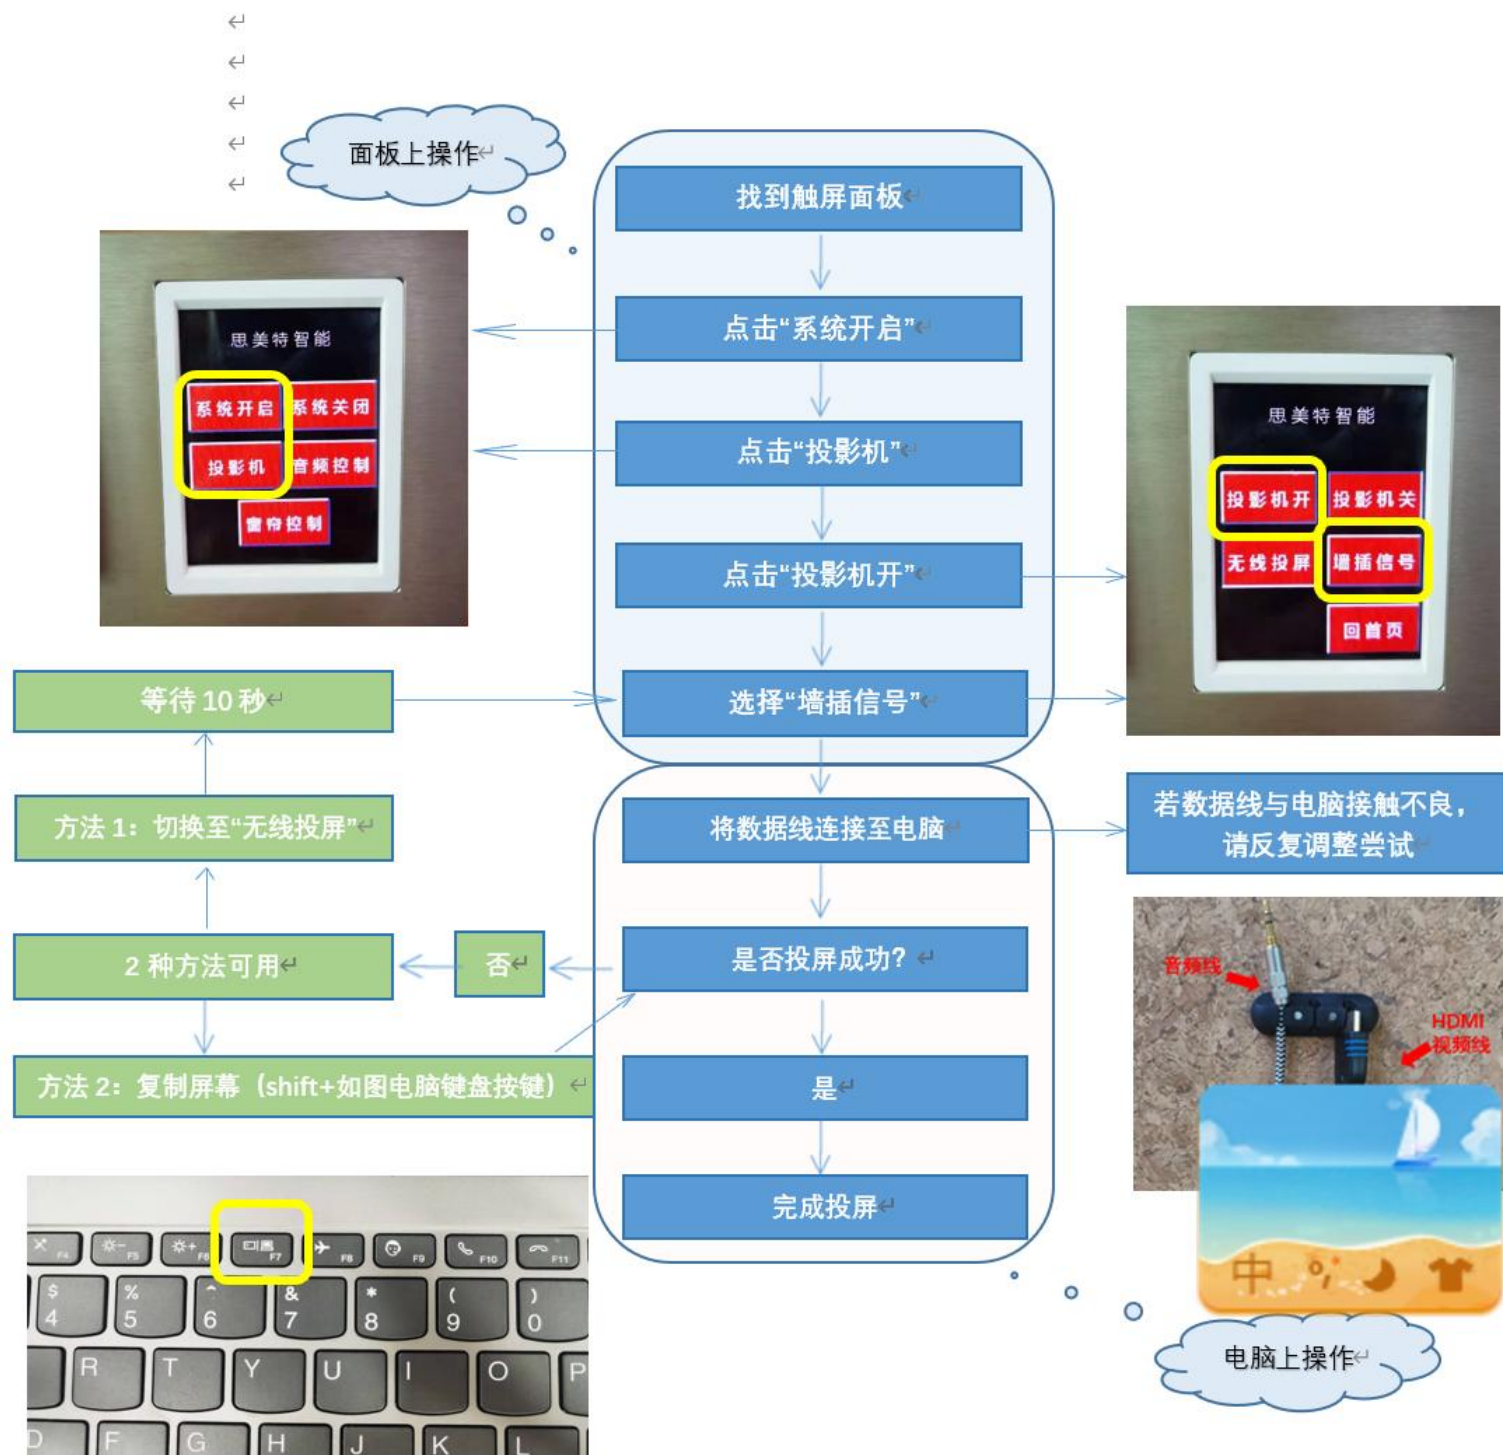 面板上操作
找到触屏面板
点击“系统开启”
点击“投影机”
点击“投影机开”
选择“墙插信号”
思美特智能
系统开启 系统关闭
投影机 音频控制
窗帘控制
思美特智能
投影机开 投影机关
无线投屏 墙插信号
回首页
等待 10 秒
方法 1：切换至“无线投屏”
2 种方法可用
否
方法 2：复制屏幕（shift+如图电脑键盘按键）
将数据线连接至电脑
是否投屏成功？
是
完成投屏
若数据线与电脑接触不良，
请反复调整尝试
音频线
HDMI
视频线
中
电脑上操作
F4 F5 F6 F7 F8 F9 F10 F11
$ % ^ & * ( )
4 5 6 7 8 9 0
R T Y U I O P
D F G H J K L